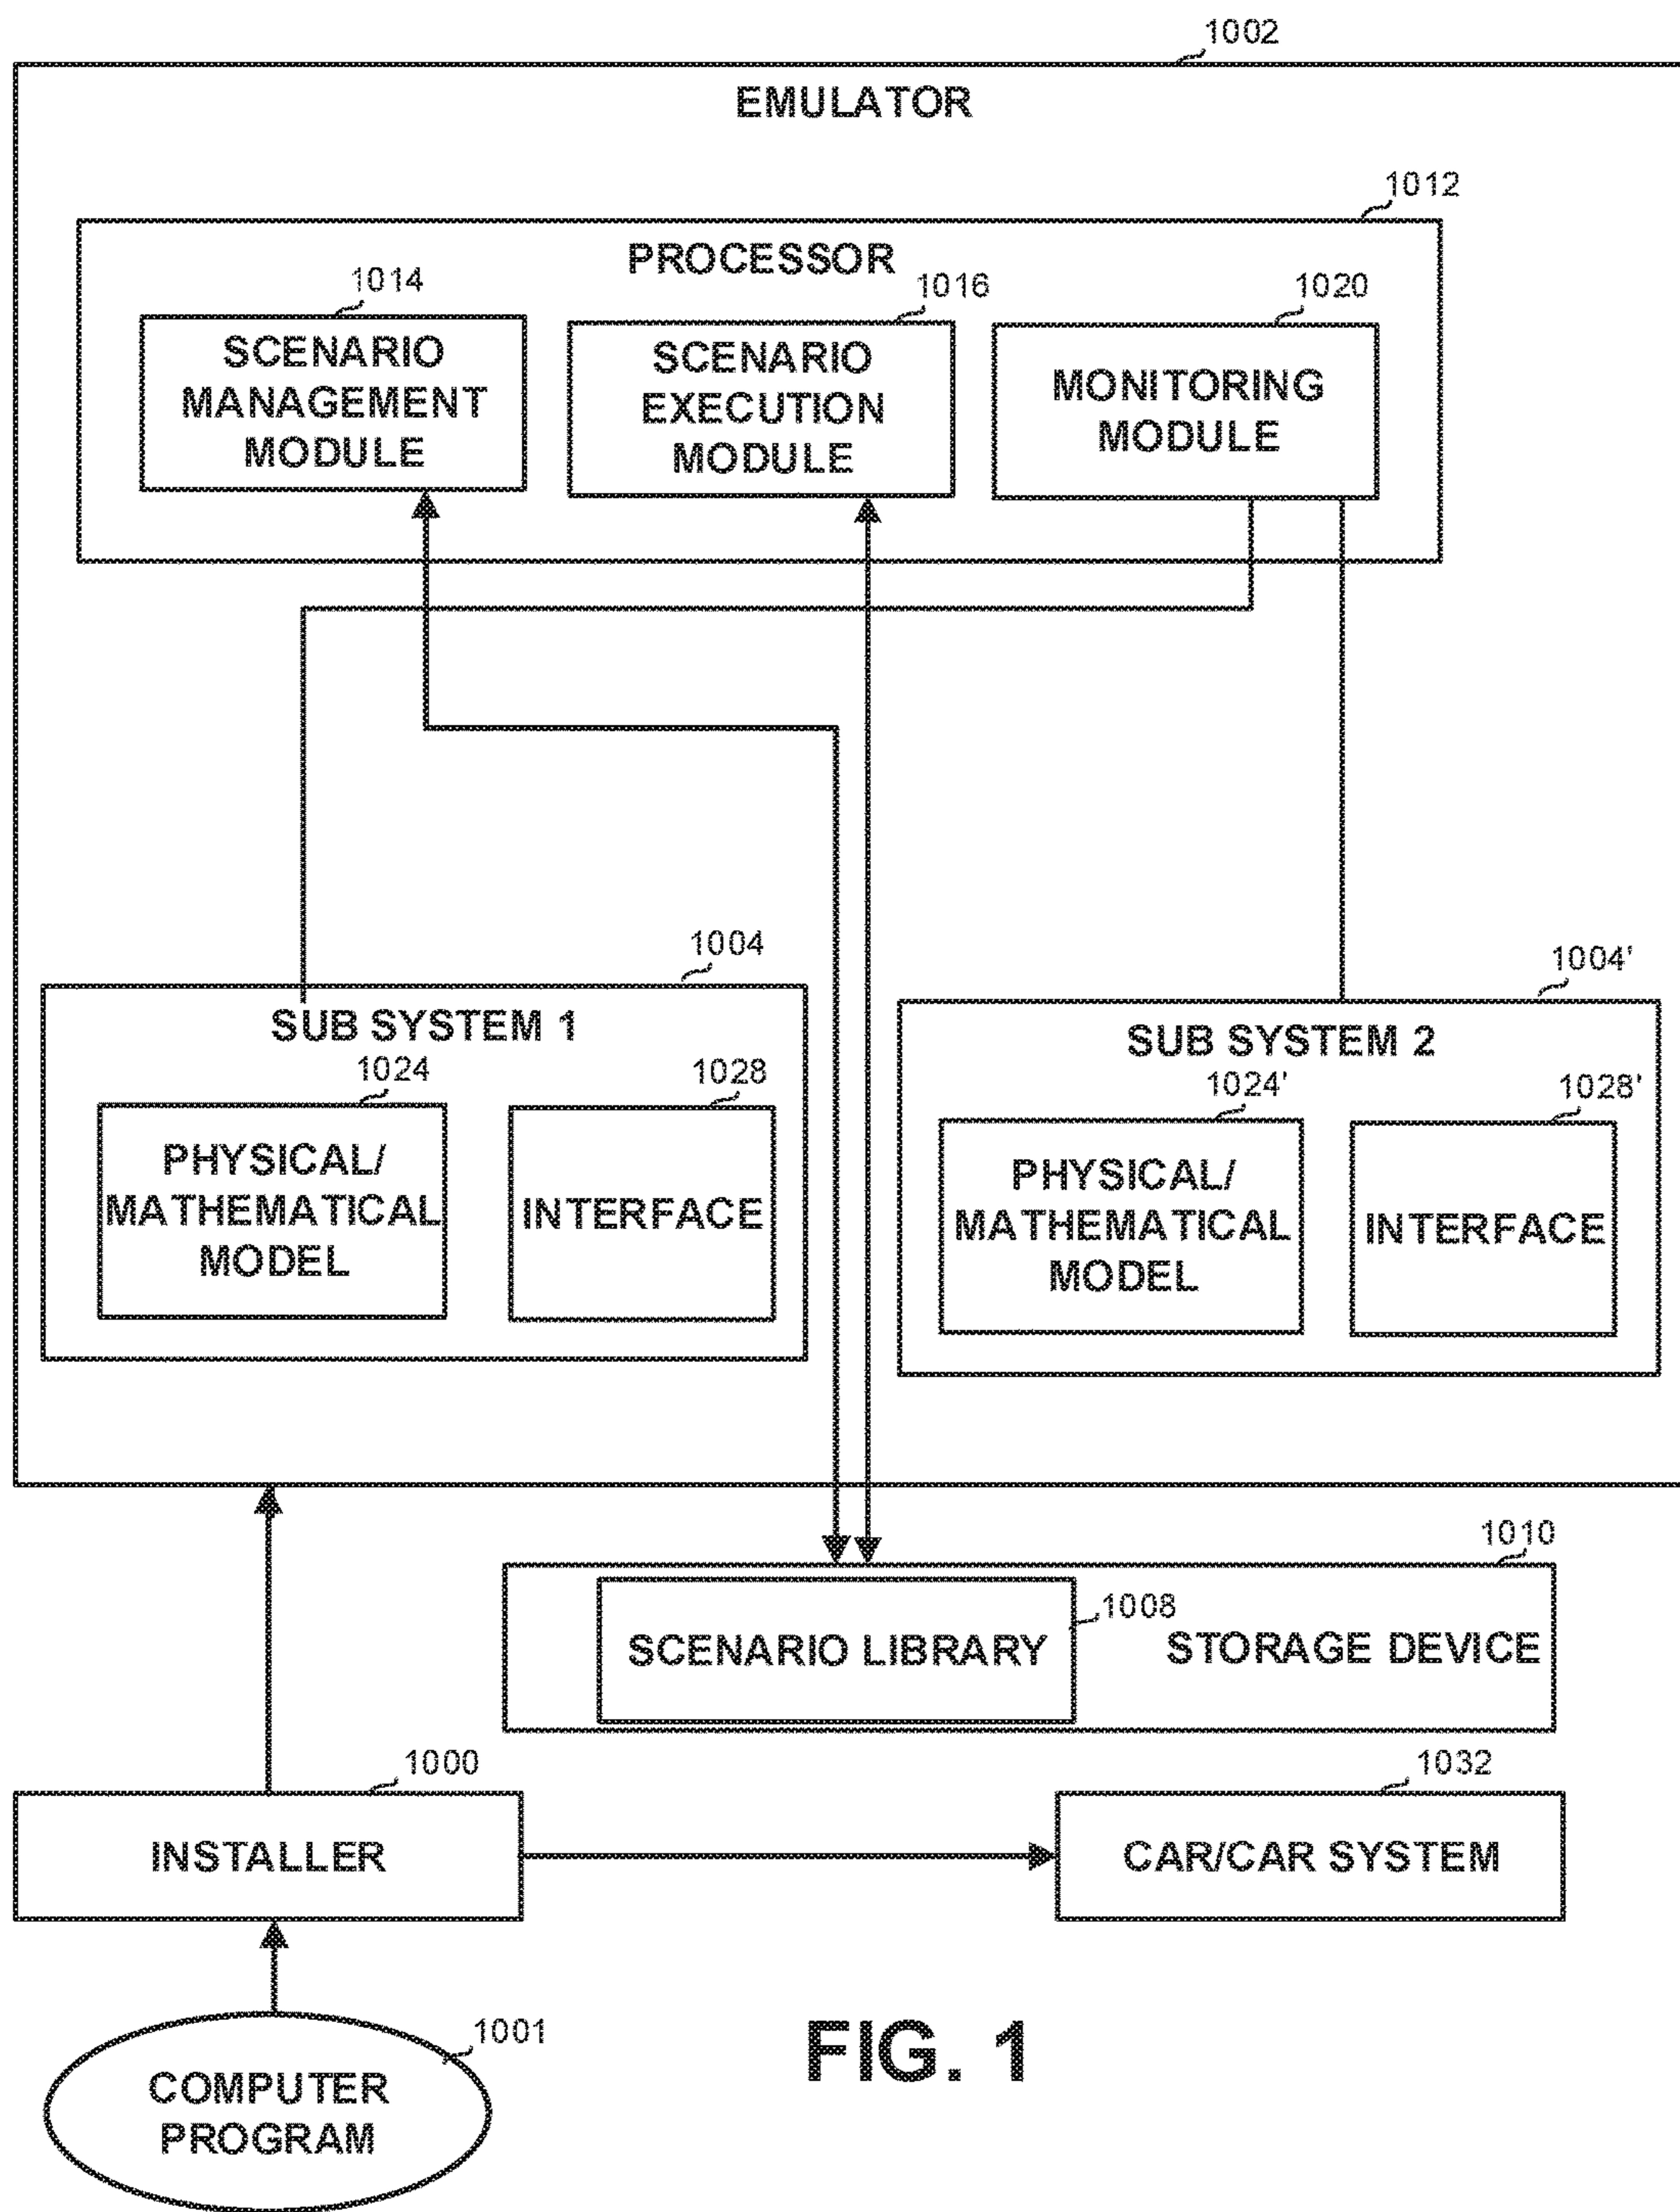 1002
EMULATOR
1012
PROCESSOR
1014
SCENARIO
MANAGEMENT
MODULE
1016
SCENARIO
EXECUTION
MODULE
1020
MONITORING
MODULE
1004
SUB SYSTEM 1
1024
PHYSICAL/
MATHEMATICAL
MODEL
1028
INTERFACE
1004'
SUB SYSTEM 2
1024'
PHYSICAL/
MATHEMATICAL
MODEL
1028'
INTERFACE
1010
1008
SCENARIO LIBRARY
STORAGE DEVICE
1000
INSTALLER
1032
CAR/CAR SYSTEM
1001
COMPUTER
PROGRAM
FIG. 1